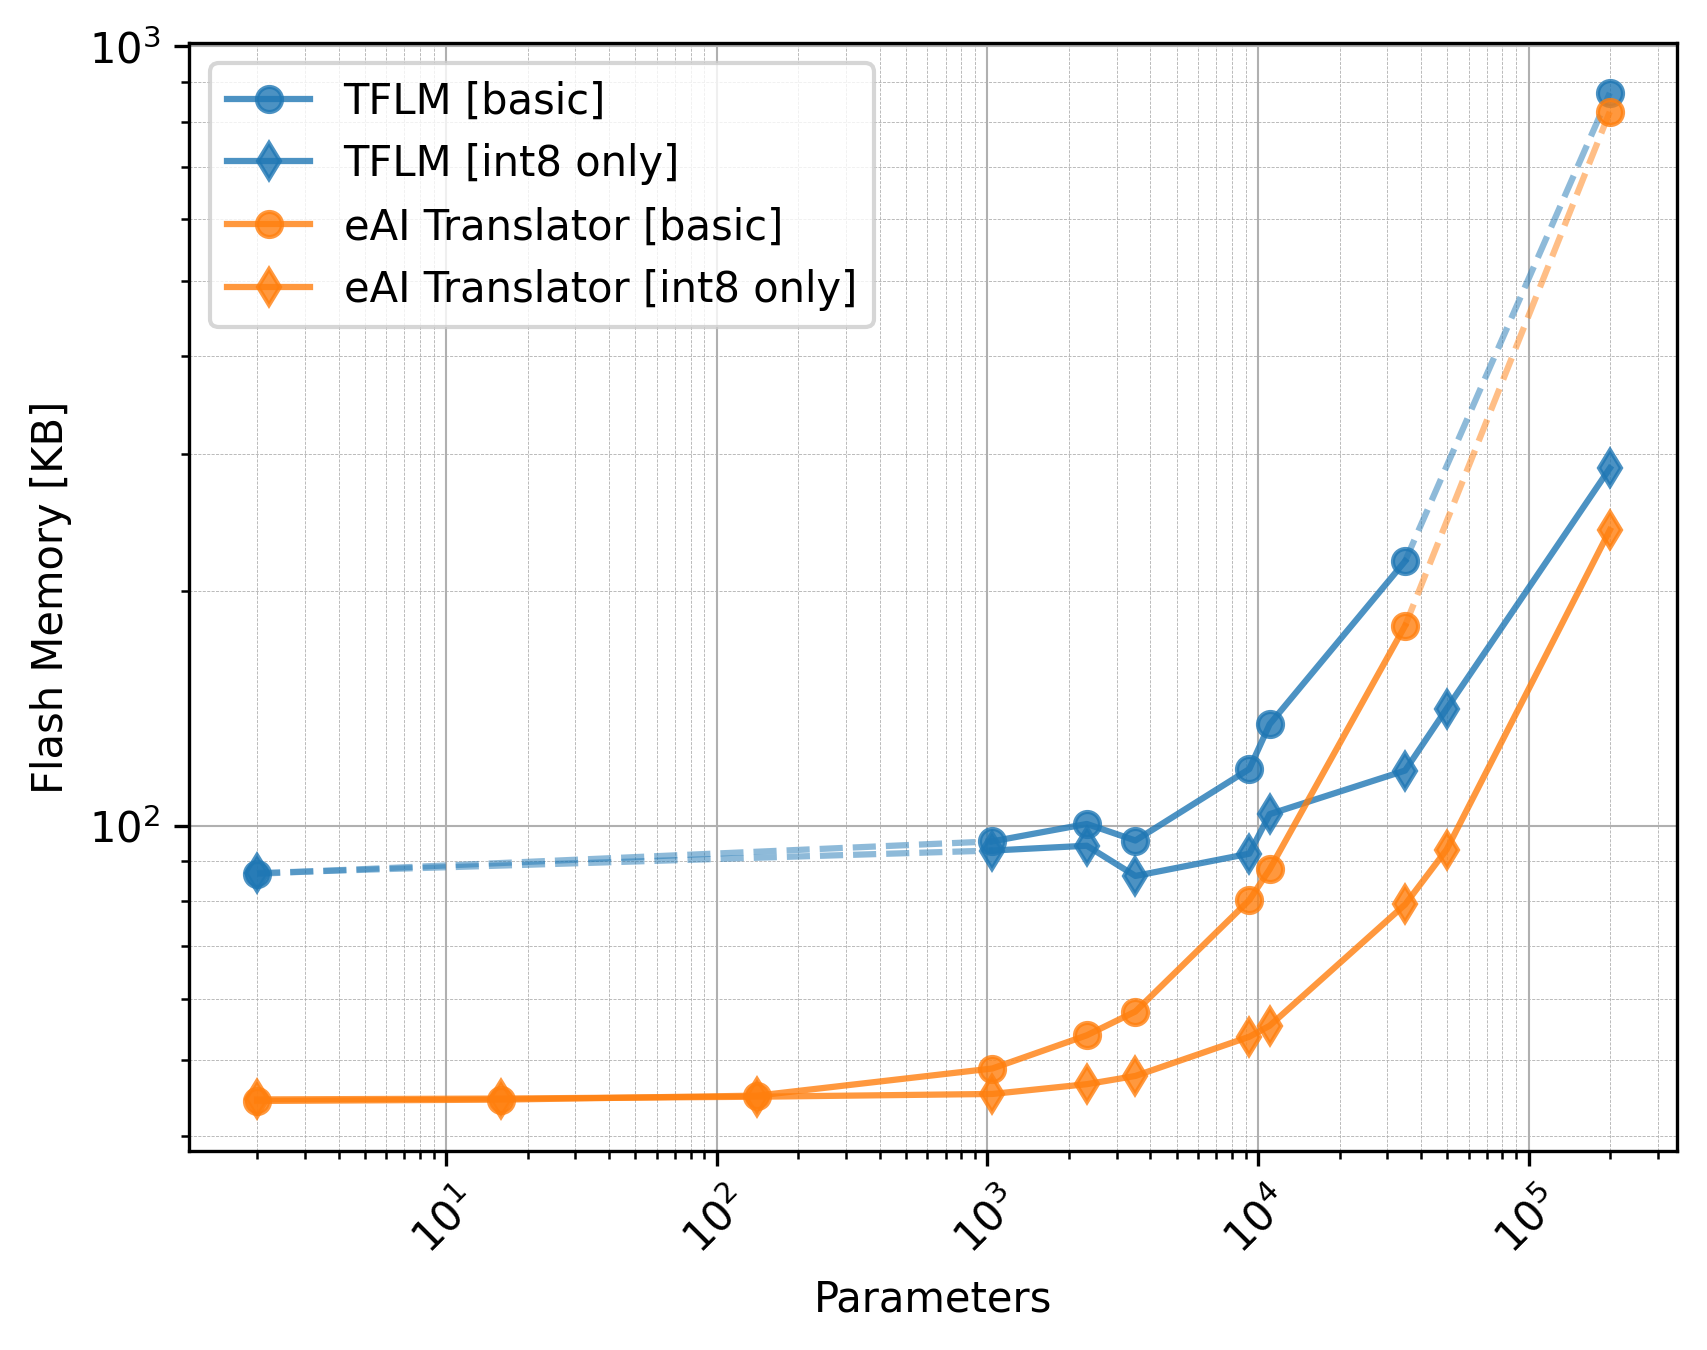 10³
TFLM [basic]
TFLM [int8 only]
eAI Translator [basic]
eAI Translator [int8 only]
Flash Memory [KB]
10²
10¹
10²
10³
10⁴
10⁵
Parameters